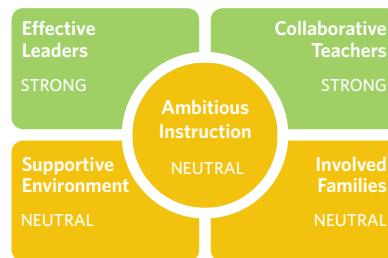 Effective
Leaders
STRONG
Collaborative
Teachers
STRONG
Ambitious
Instruction
NEUTRAL
Supportive
Environment
NEUTRAL
Involved
Families
NEUTRAL